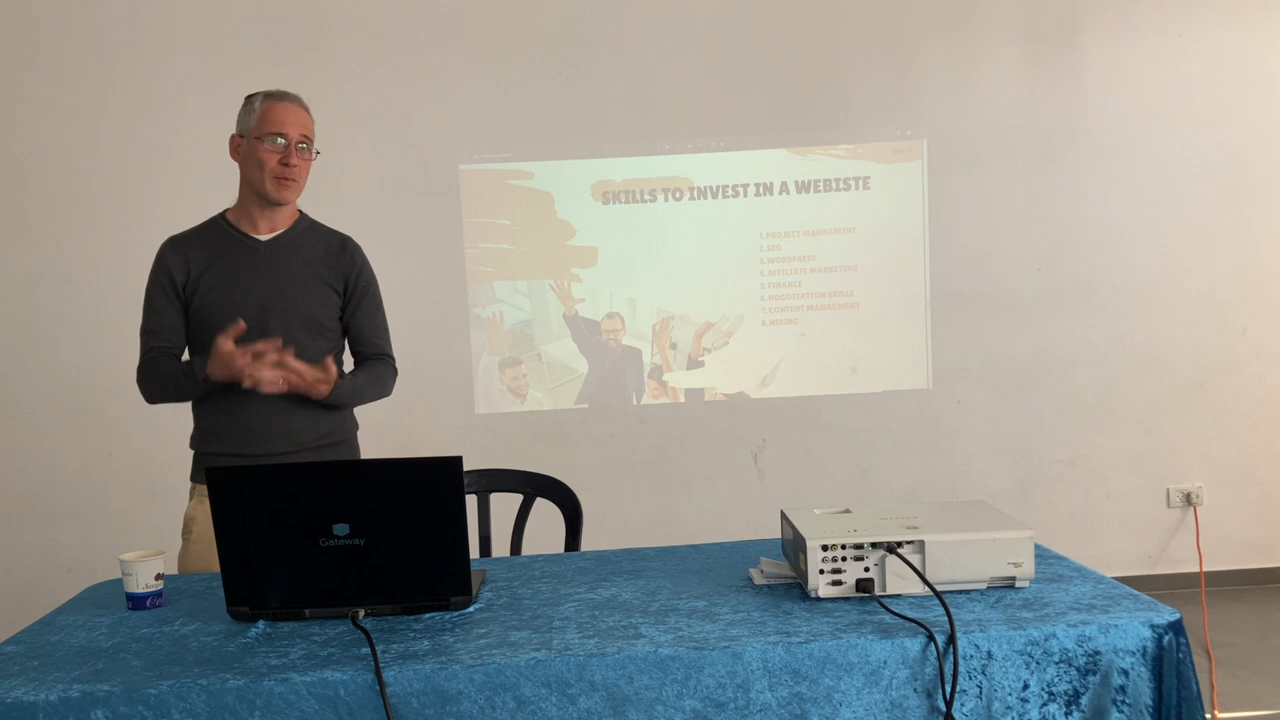 SKILLS TO INVEST IN A WEBISTE
1. PROJECT MANAGMENT
2. SEO
3. WORDPRESS
4. AFFILIATE MARKETING
5. FINANCE
6. NOGOTIATION SKILLS
7. CONTENT MANAGMENT
8. HIRING
Gateway